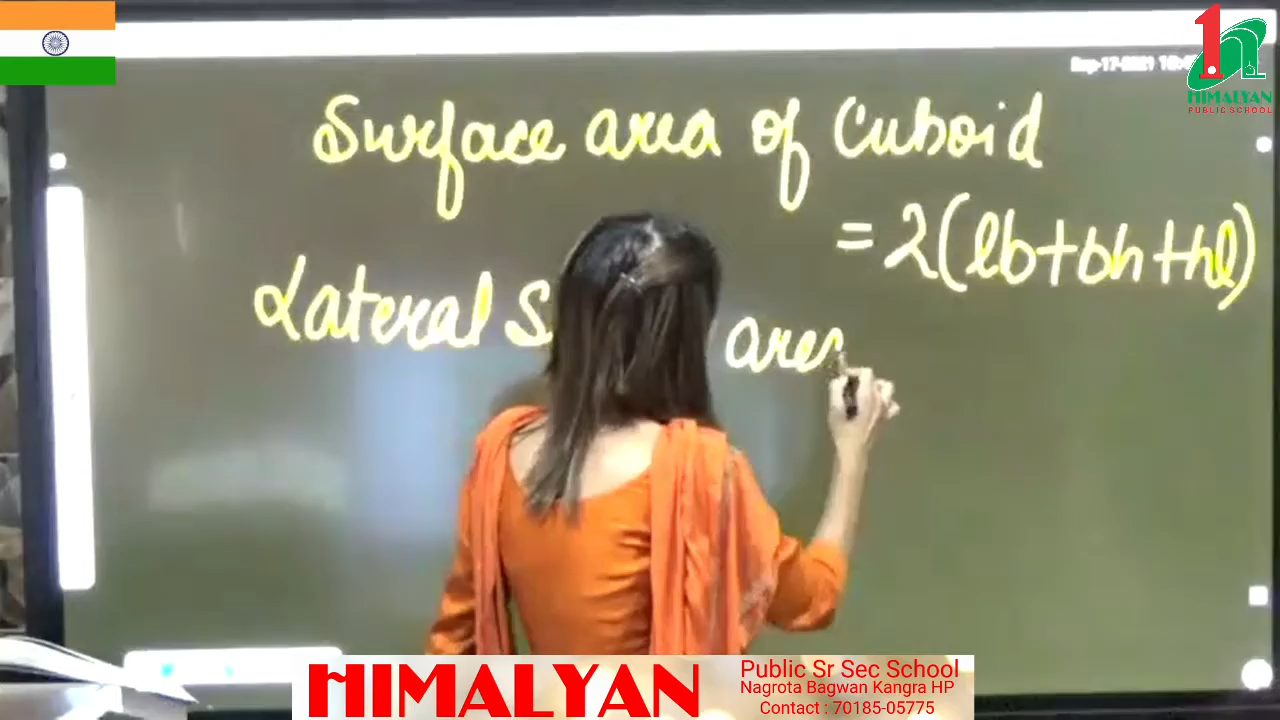 HIMALYAN
PUBLIC SCHOOL
Surface area of Cuboid
= 2(lb+bh+hl)
Lateral S area
HIMALYAN
Public Sr Sec School
Nagrota Bagwan Kangra HP
Contact : 70185-05775